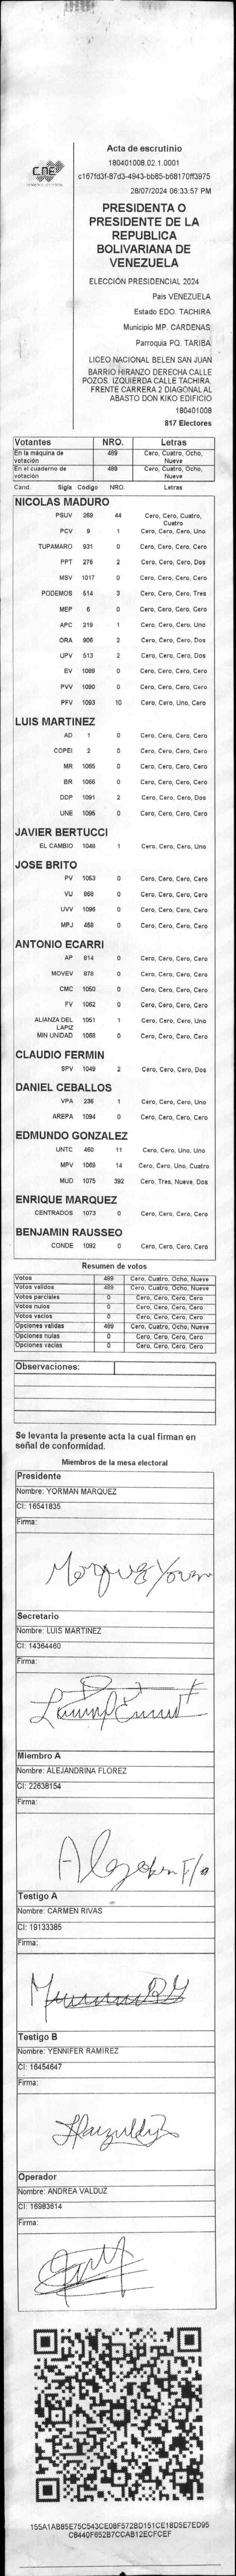 CNE
Acta de escrutinio
180401008.02.1.0001
c167fd3f-87d3-4943-bb85-b68170ff3975
28/07/2024 06:33:57 PM
PRESIDENTA O
PRESIDENTE DE LA
REPUBLICA
BOLIVARIANA DE
VENEZUELA
ELECCIÓN PRESIDENCIAL 2024
País VENEZUELA
Estado EDO. TACHIRA
Municipio MP. CARDENAS
Parroquia PQ. TARIBA
LICEO NACIONAL BELEN SAN JUAN
BARRIO HIRANZO DERECHA CALLE
POZOS. IZQUIERDA CALLE TACHIRA.
FRENTE CARRERA 2 DIAGONAL AL
ABASTO DON KIKO EDIFICIO
180401008
817 Electores
Votantes NRO. Letras
En la máquina de votación 489 Cero, Cuatro, Ocho, Nueve
En el cuaderno de votación 489 Cero, Cuatro, Ocho, Nueve
Cand. Sigla Código NRO. Letras
NICOLAS MADURO
PSUV 269 44 Cero, Cero, Cuatro, Cuatro
PCV 9 1 Cero, Cero, Cero, Uno
TUPAMARO 931 0 Cero, Cero, Cero, Cero
PPT 276 2 Cero, Cero, Cero, Dos
MSV 1017 0 Cero, Cero, Cero, Cero
PODEMOS 514 3 Cero, Cero, Cero, Tres
MEP 6 0 Cero, Cero, Cero, Cero
APC 219 1 Cero, Cero, Cero, Uno
ORA 906 2 Cero, Cero, Cero, Dos
UPV 513 2 Cero, Cero, Cero, Dos
EV 1089 0 Cero, Cero, Cero, Cero
PVV 1090 0 Cero, Cero, Cero, Cero
PFV 1093 10 Cero, Cero, Uno, Cero
LUIS MARTINEZ
AD 1 0 Cero, Cero, Cero, Cero
COPEI 2 0 Cero, Cero, Cero, Cero
MR 1065 0 Cero, Cero, Cero, Cero
BR 1066 0 Cero, Cero, Cero, Cero
DDP 1091 2 Cero, Cero, Cero, Dos
UNE 1095 0 Cero, Cero, Cero, Cero
JAVIER BERTUCCI
EL CAMBIO 1048 1 Cero, Cero, Cero, Uno
JOSE BRITO
PV 1053 0 Cero, Cero, Cero, Cero
VU 868 0 Cero, Cero, Cero, Cero
UVV 1096 0 Cero, Cero, Cero, Cero
MPJ 458 0 Cero, Cero, Cero, Cero
ANTONIO ECARRI
AP 814 0 Cero, Cero, Cero, Cero
MOVEV 878 0 Cero, Cero, Cero, Cero
CMC 1050 0 Cero, Cero, Cero, Cero
FV 1062 0 Cero, Cero, Cero, Cero
ALIANZA DEL LAPIZ 1051 1 Cero, Cero, Cero, Uno
MIN UNIDAD 1068 0 Cero, Cero, Cero, Cero
CLAUDIO FERMIN
SPV 1049 2 Cero, Cero, Cero, Dos
DANIEL CEBALLOS
VPA 236 1 Cero, Cero, Cero, Uno
AREPA 1094 0 Cero, Cero, Cero, Cero
EDMUNDO GONZALEZ
UNTC 460 11 Cero, Cero, Uno, Uno
MPV 1069 14 Cero, Cero, Uno, Cuatro
MUD 1075 392 Cero, Tres, Nueve, Dos
ENRIQUE MARQUEZ
CENTRADOS 1073 0 Cero, Cero, Cero, Cero
BENJAMIN RAUSSEO
CONDE 1092 0 Cero, Cero, Cero, Cero
Resumen de votos
Votos 489 Cero, Cuatro, Ocho, Nueve
Votos validos 489 Cero, Cuatro, Ocho, Nueve
Votos parciales 0 Cero, Cero, Cero, Cero
Votos nulos 0 Cero, Cero, Cero, Cero
Votos vacíos 0 Cero, Cero, Cero, Cero
Opciones validas 489 Cero, Cuatro, Ocho, Nueve
Opciones nulas 0 Cero, Cero, Cero, Cero
Opciones vacías 0 Cero, Cero, Cero, Cero
Observaciones:
Se levanta la presente acta la cual firman en
señal de conformidad.
Miembros de la mesa electoral
Presidente
Nombre: YORMAN MARQUEZ
CI: 16541835
Firma:
Marquez Yorman
Secretario
Nombre: LUIS MARTINEZ
CI: 14364460
Firma:
Miembro A
Nombre: ALEJANDRINA FLOREZ
CI: 22638154
Firma:
Testigo A
Nombre: CARMEN RIVAS
CI: 19133385
Firma:
Testigo B
Nombre: YENNIFER RAMIREZ
CI: 16454647
Firma:
Operador
Nombre: ANDREA VALDUZ
CI: 16983614
Firma:
155A1AB85E75C543CE08F572BD151CE18D5E7ED95
CB440F652B7CCAB12ECFCEF